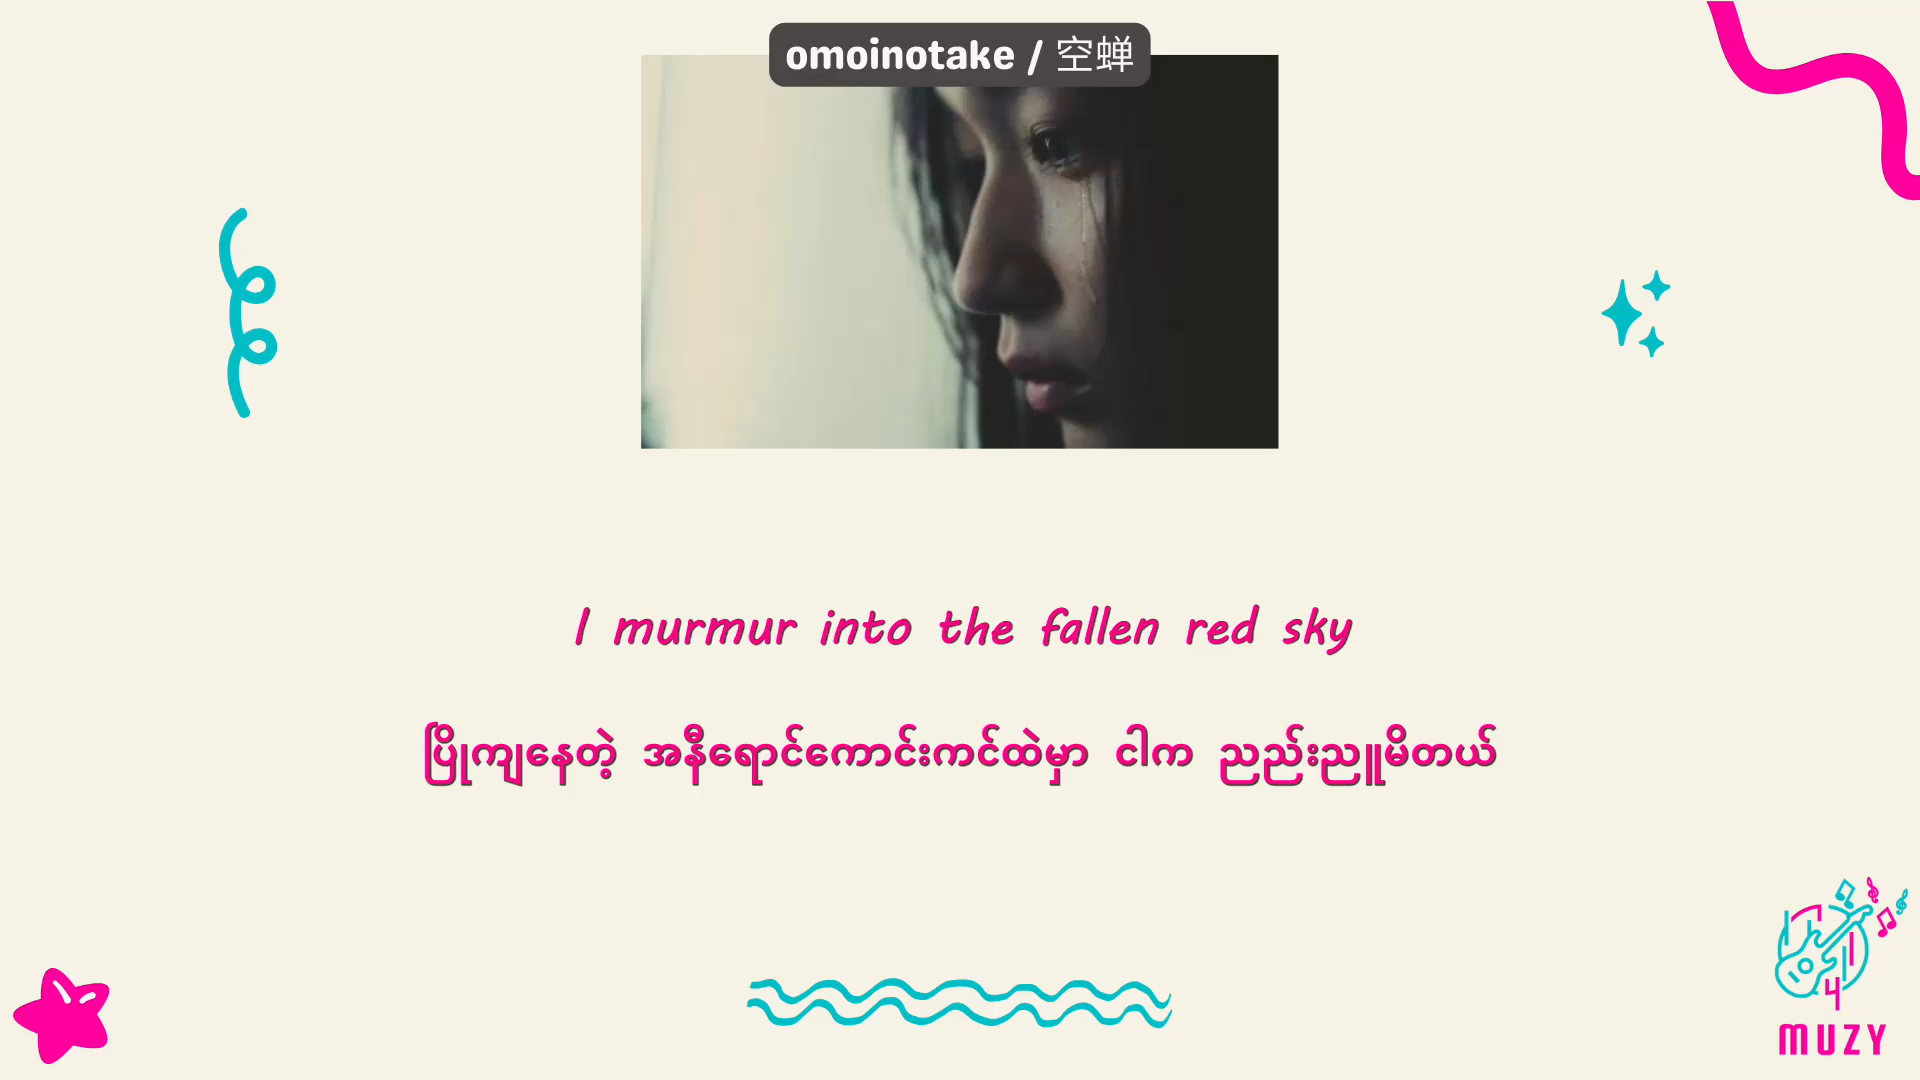 omoinotake / 空蝉
I murmur into the fallen red sky
ပြိုကျနေတဲ့ အနီရောင်ကောင်းကင်ထဲမှာ ငါက ညည်းညူမိတယ်
4
MUZY